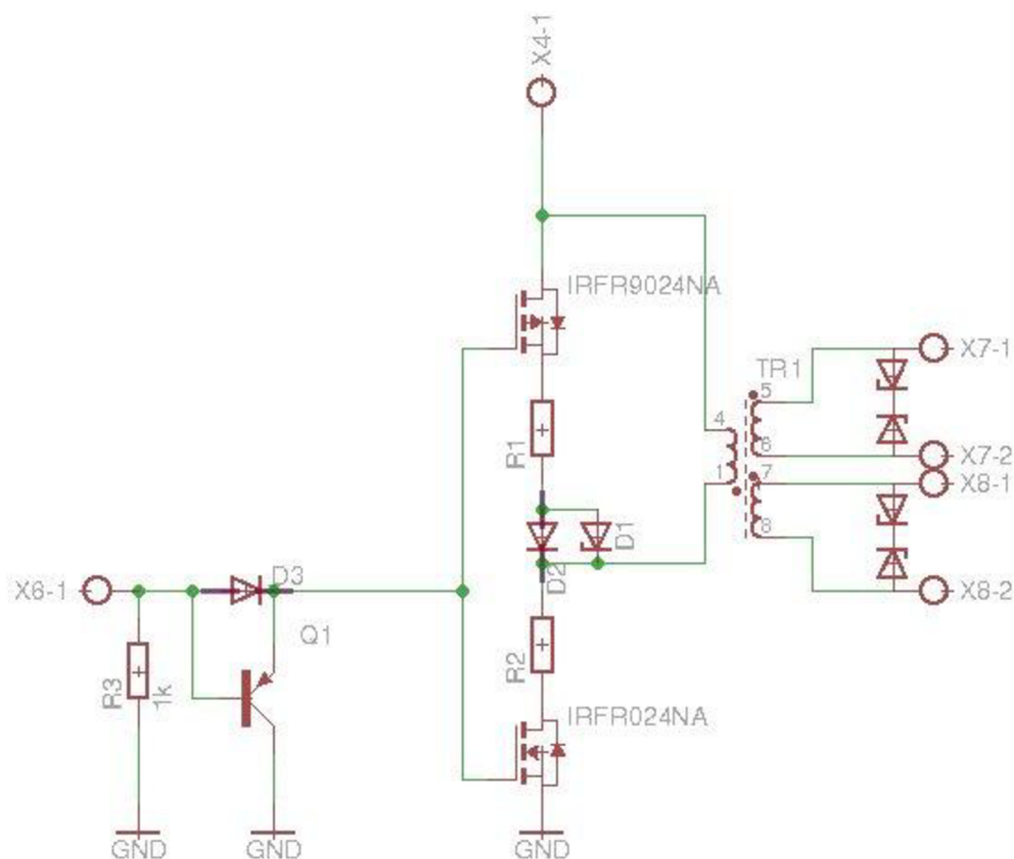 X4-1
IRFR9024NA
X7-1
TR1
5
4
R1
6
X7-2
1
7
X8-1
D1
8
D3
D2
X6-1
X8-2
Q1
R2
R3
1k
IRFR024NA
GND
GND
GND